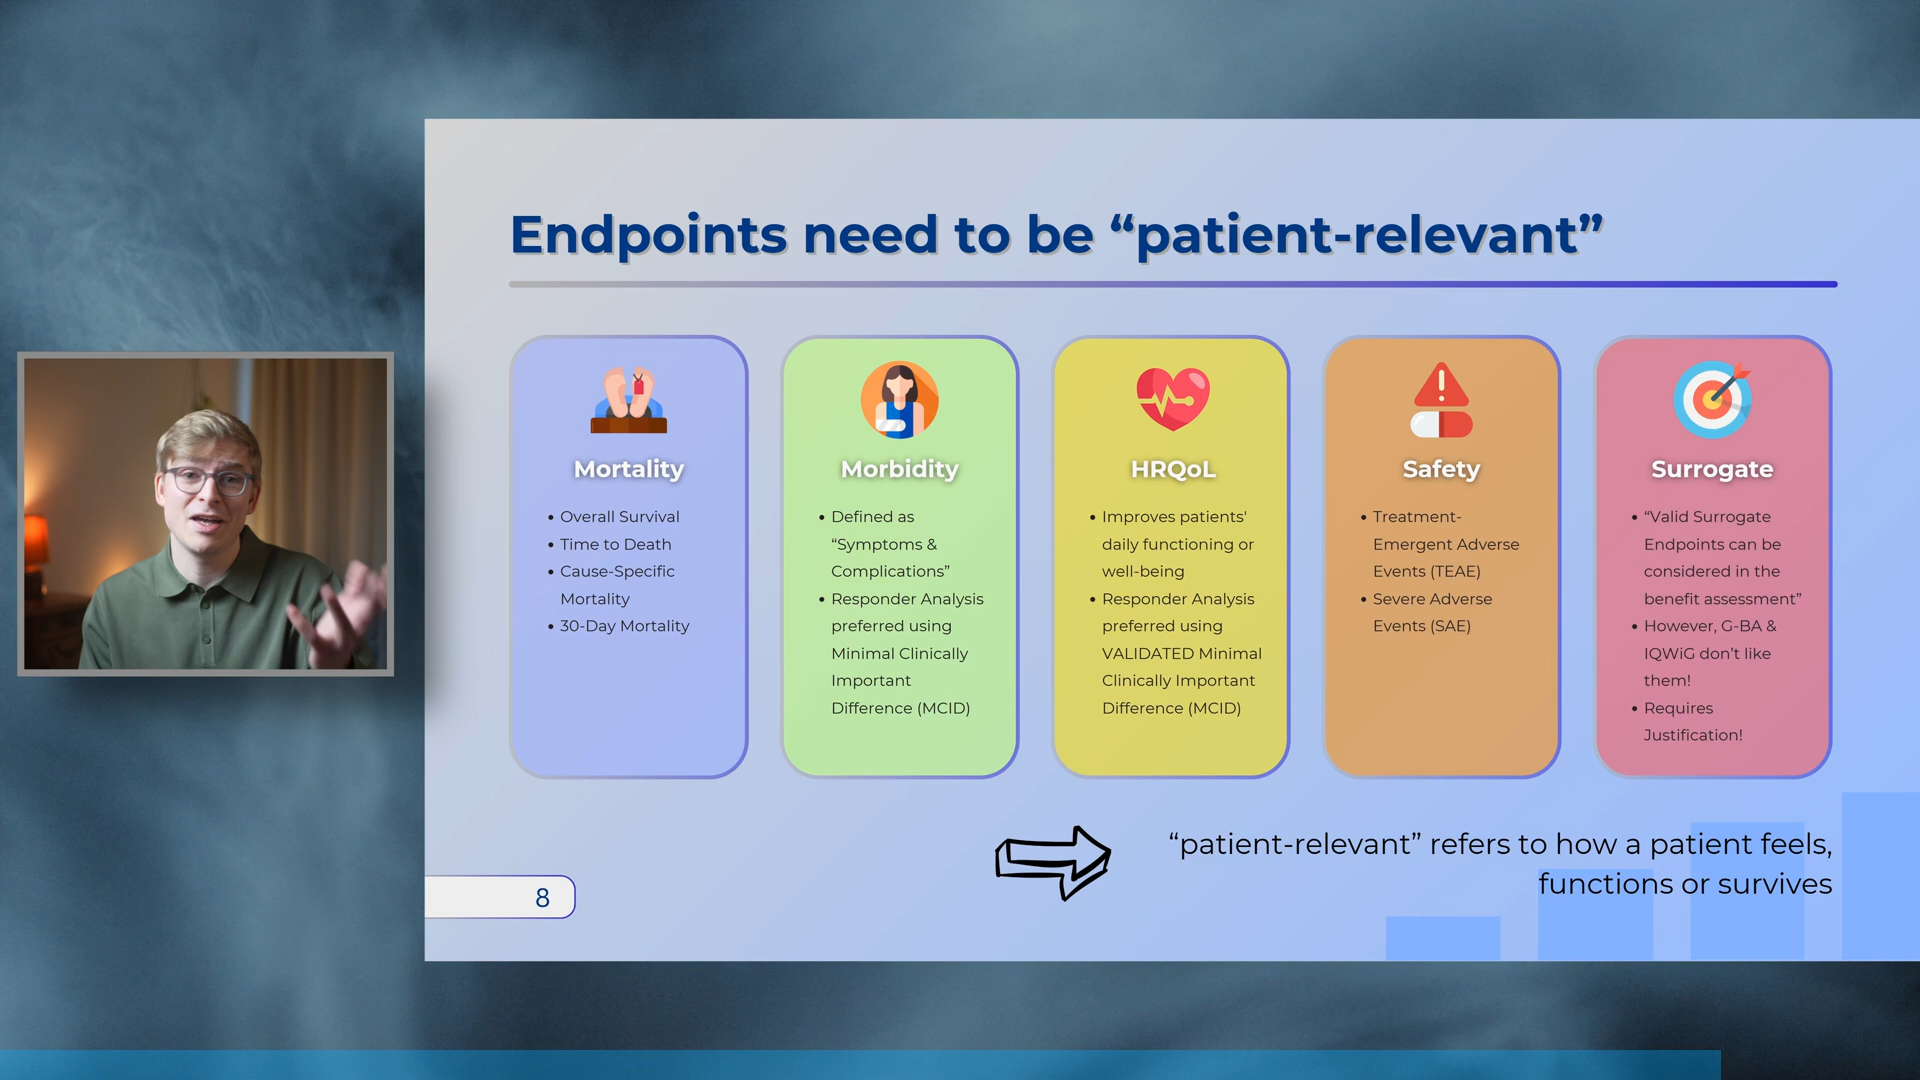 Endpoints need to be “patient-relevant”
Mortality
• Overall Survival
• Time to Death
• Cause-Specific
Mortality
• 30-Day Mortality
Morbidity
• Defined as
“Symptoms &
Complications”
• Responder Analysis
preferred using
Minimal Clinically
Important
Difference (MCID)
HRQoL
• Improves patients'
daily functioning or
well-being
• Responder Analysis
preferred using
VALIDATED Minimal
Clinically Important
Difference (MCID)
Safety
• Treatment-
Emergent Adverse
Events (TEAE)
• Severe Adverse
Events (SAE)
Surrogate
• “Valid Surrogate
Endpoints can be
considered in the
benefit assessment”
• However, G-BA &
IQWiG don’t like
them!
• Requires
Justification!
“patient-relevant” refers to how a patient feels,
functions or survives
8